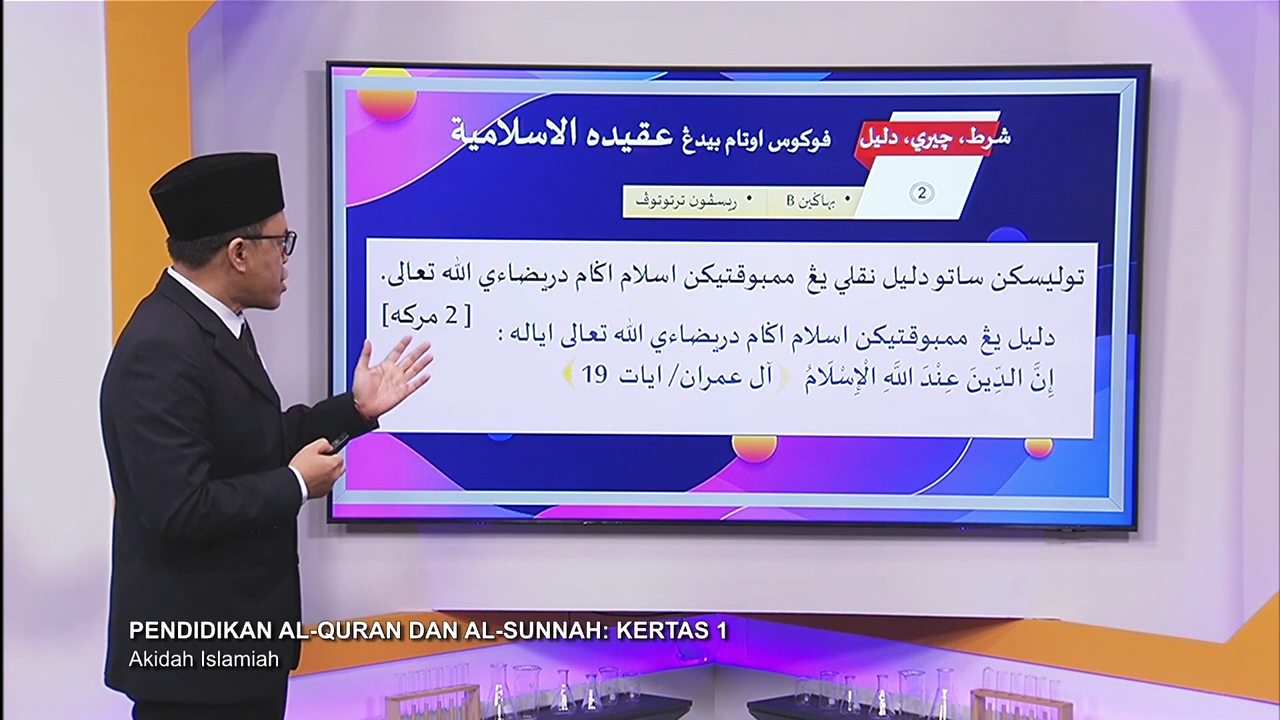 شرط، چيري، دليل
فوكوس اوتام بيدڠ عقيده الاسلامية
2
• بهاڬين B • ريسڤون ترتوتوڤ
توليسكن ساتو دليل نقلي يڠ ممبوقتيكن اسلام اڬام دريضاءي الله تعالى.
[2 مركه]
دليل يڠ ممبوقتيكن اسلام اڬام دريضاءي الله تعالى اياله :
إِنَّ الدِّينَ عِنْدَ اللَّهِ الْإِسْلَامُ ﴿آل عمران/ ايات 19﴾
PENDIDIKAN AL-QURAN DAN AL-SUNNAH: KERTAS 1
Akidah Islamiah